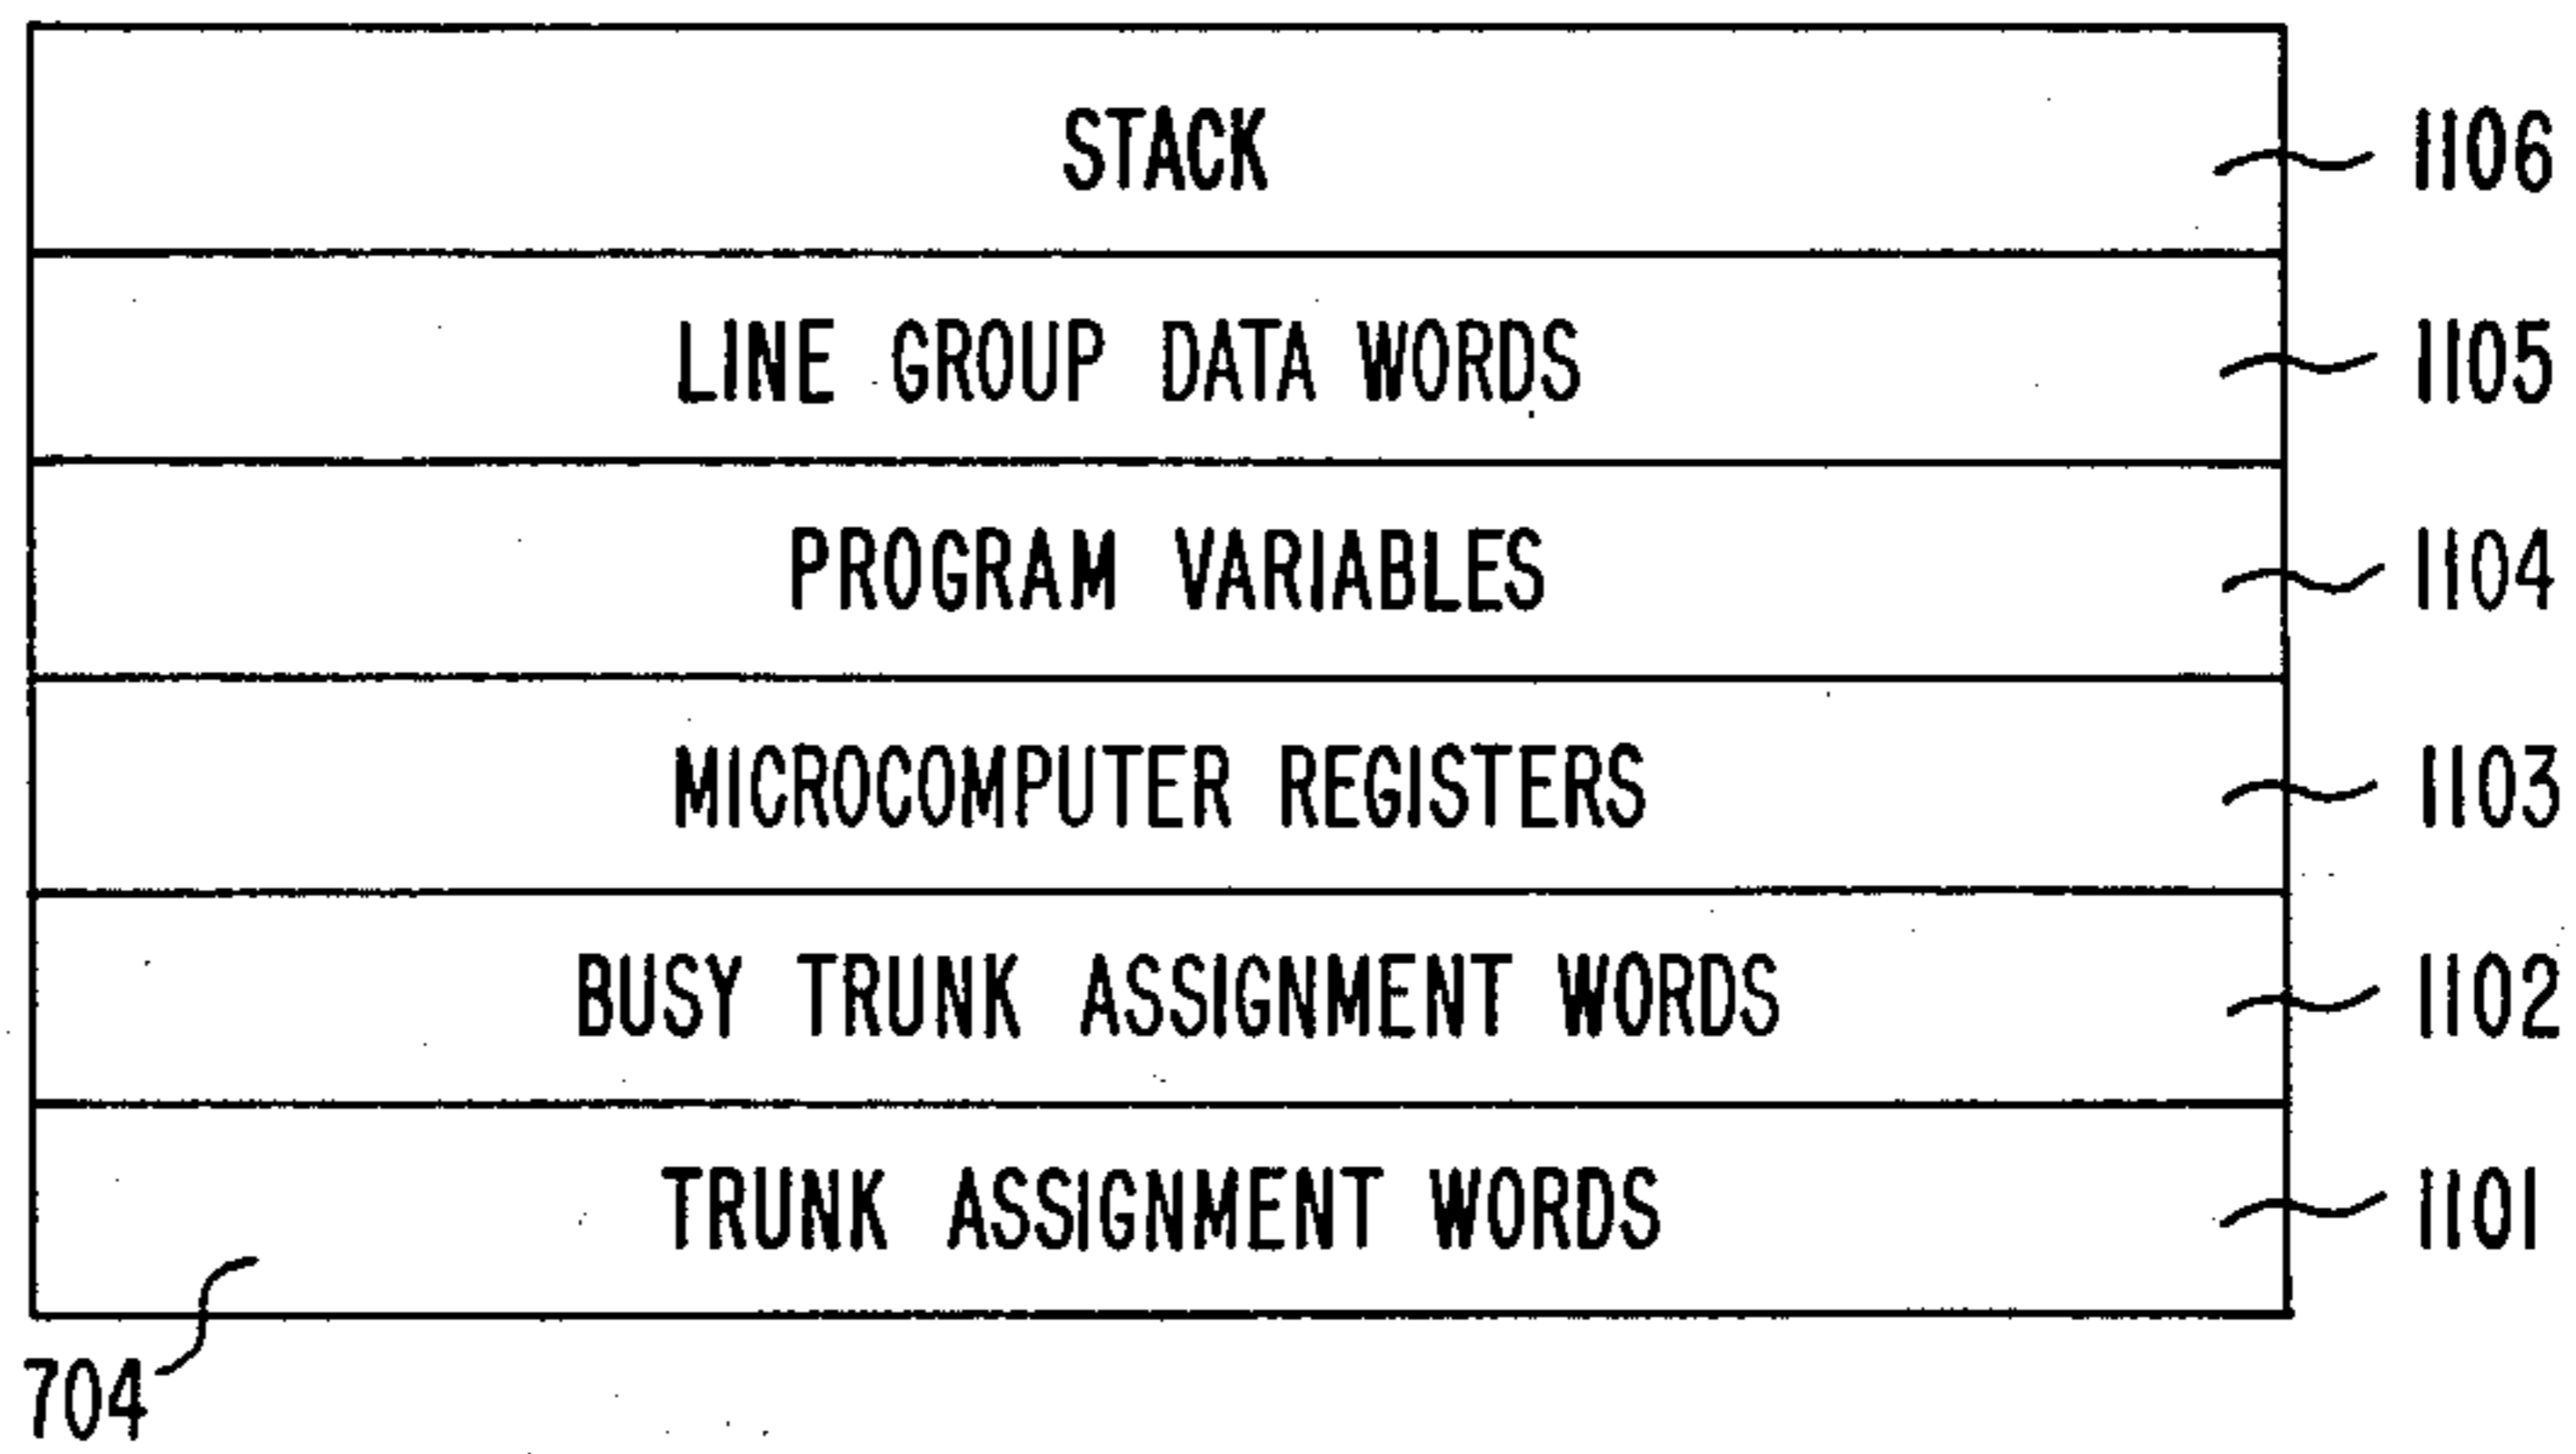 STACK 1106
LINE GROUP DATA WORDS 1105
PROGRAM VARIABLES 1104
MICROCOMPUTER REGISTERS 1103
BUSY TRUNK ASSIGNMENT WORDS 1102
TRUNK ASSIGNMENT WORDS 1101
704